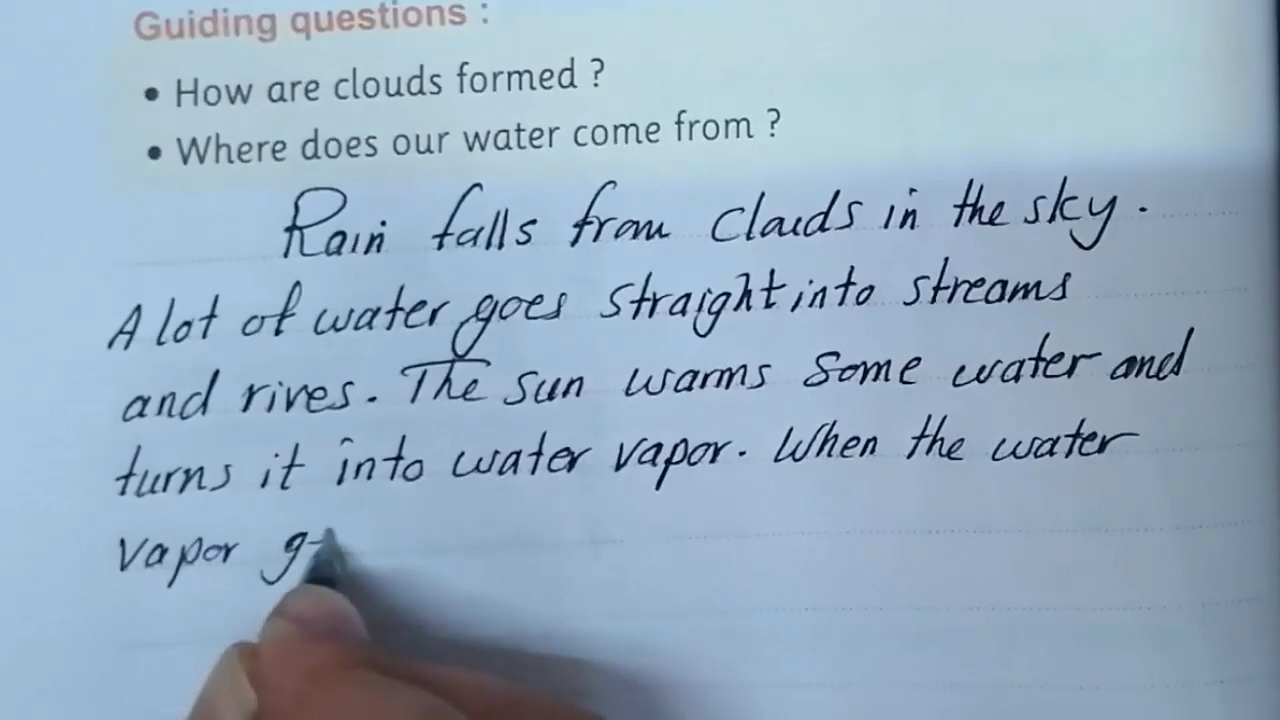 Guiding questions :
• How are clouds formed ?
• Where does our water come from ?
Rain falls from clouds in the sky.
A lot of water goes straight into streams
and rives. The sun warms some water and
turns it into water vapor. When the water
vapor g